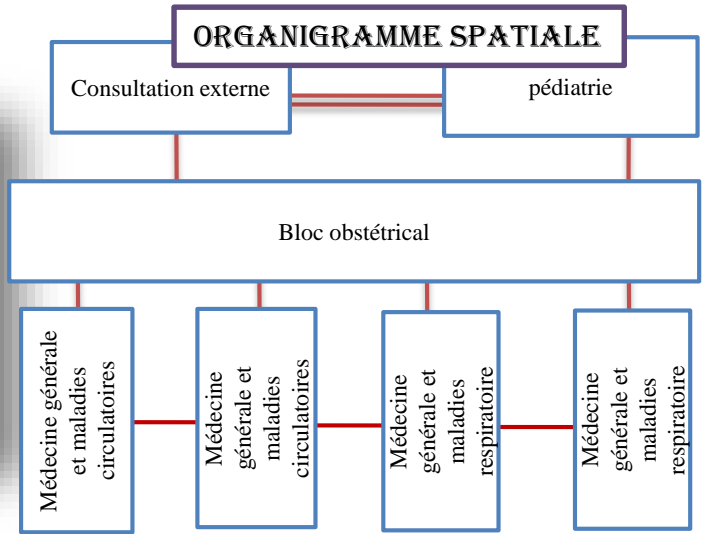 ORGANIGRAMME SPATIALE
Consultation externe
pédiatrie
Bloc obstétrical
Médecine générale
et maladies
circulatoires
Médecine
générale et
maladies
circulatoires
Médecine
générale et
maladies
respiratoire
Médecine
générale et
maladies
respiratoire